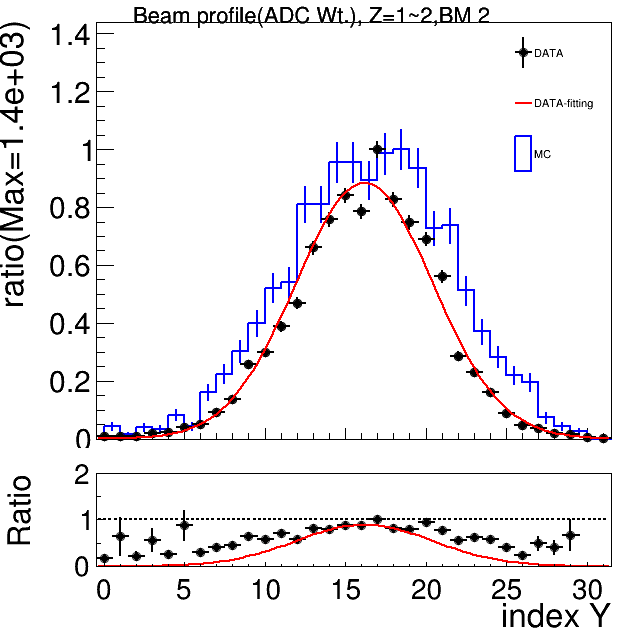 Beam profile(ADC Wt.), Z=1~2,BM 2
ratio(Max=1.4e+03)
1.4
1.2
1
0.8
0.6
0.4
0.2
0
DATA
DATA-fitting
MC
Ratio
2
1
0
0 5 10 15 20 25 30
index Y